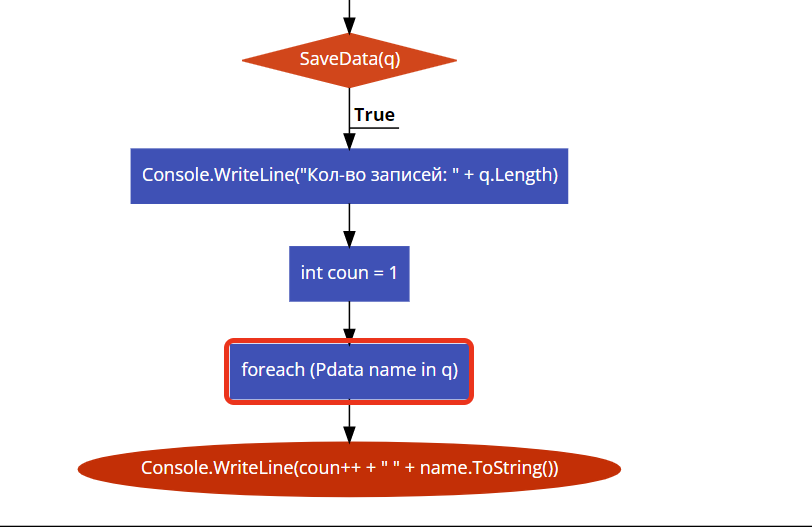 SaveData(q)
True
Console.WriteLine("Кол-во записей: " + q.Length)
int coun = 1
foreach (Pdata name in q)
Console.WriteLine(coun++ + " " + name.ToString())